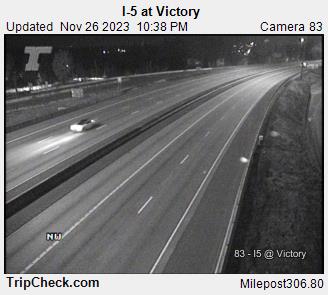 I-5 at Victory
Updated Nov 26 2023 10:38 PM Camera 83
T
NW
83 - I5 @ Victory
TripCheck.com Milepost306.80